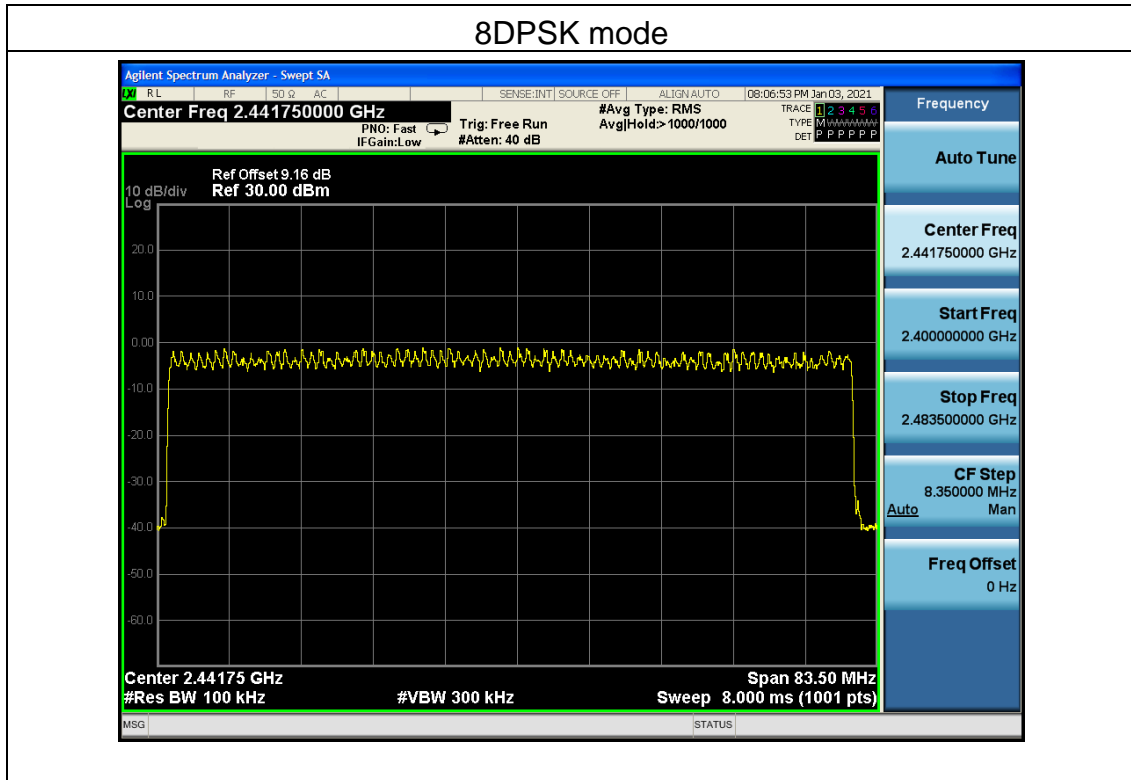 8DPSK mode
Agilent Spectrum Analyzer - Swept SA
LXI RL RF 50 Ω AC SENSE:INT SOURCE OFF ALIGN AUTO 08:06:53 PM Jan 03, 2021
Center Freq 2.441750000 GHz
PNO: Fast
IFGain:Low
Trig: Free Run
#Atten: 40 dB
#Avg Type: RMS
Avg|Hold:>1000/1000
TRACE 1 2 3 4 5 6
TYPE M WWWWW
DET P P P P P P
Frequency
Auto Tune
Center Freq
2.441750000 GHz
Start Freq
2.400000000 GHz
Stop Freq
2.483500000 GHz
CF Step
8.350000 MHz
Auto Man
Freq Offset
0 Hz
Ref Offset 9.16 dB
10 dB/div Ref 30.00 dBm
Log
20.0
10.0
0.00
-10.0
-20.0
-30.0
-40.0
-50.0
-60.0
Center 2.44175 GHz Span 83.50 MHz
#Res BW 100 kHz #VBW 300 kHz Sweep 8.000 ms (1001 pts)
MSG STATUS